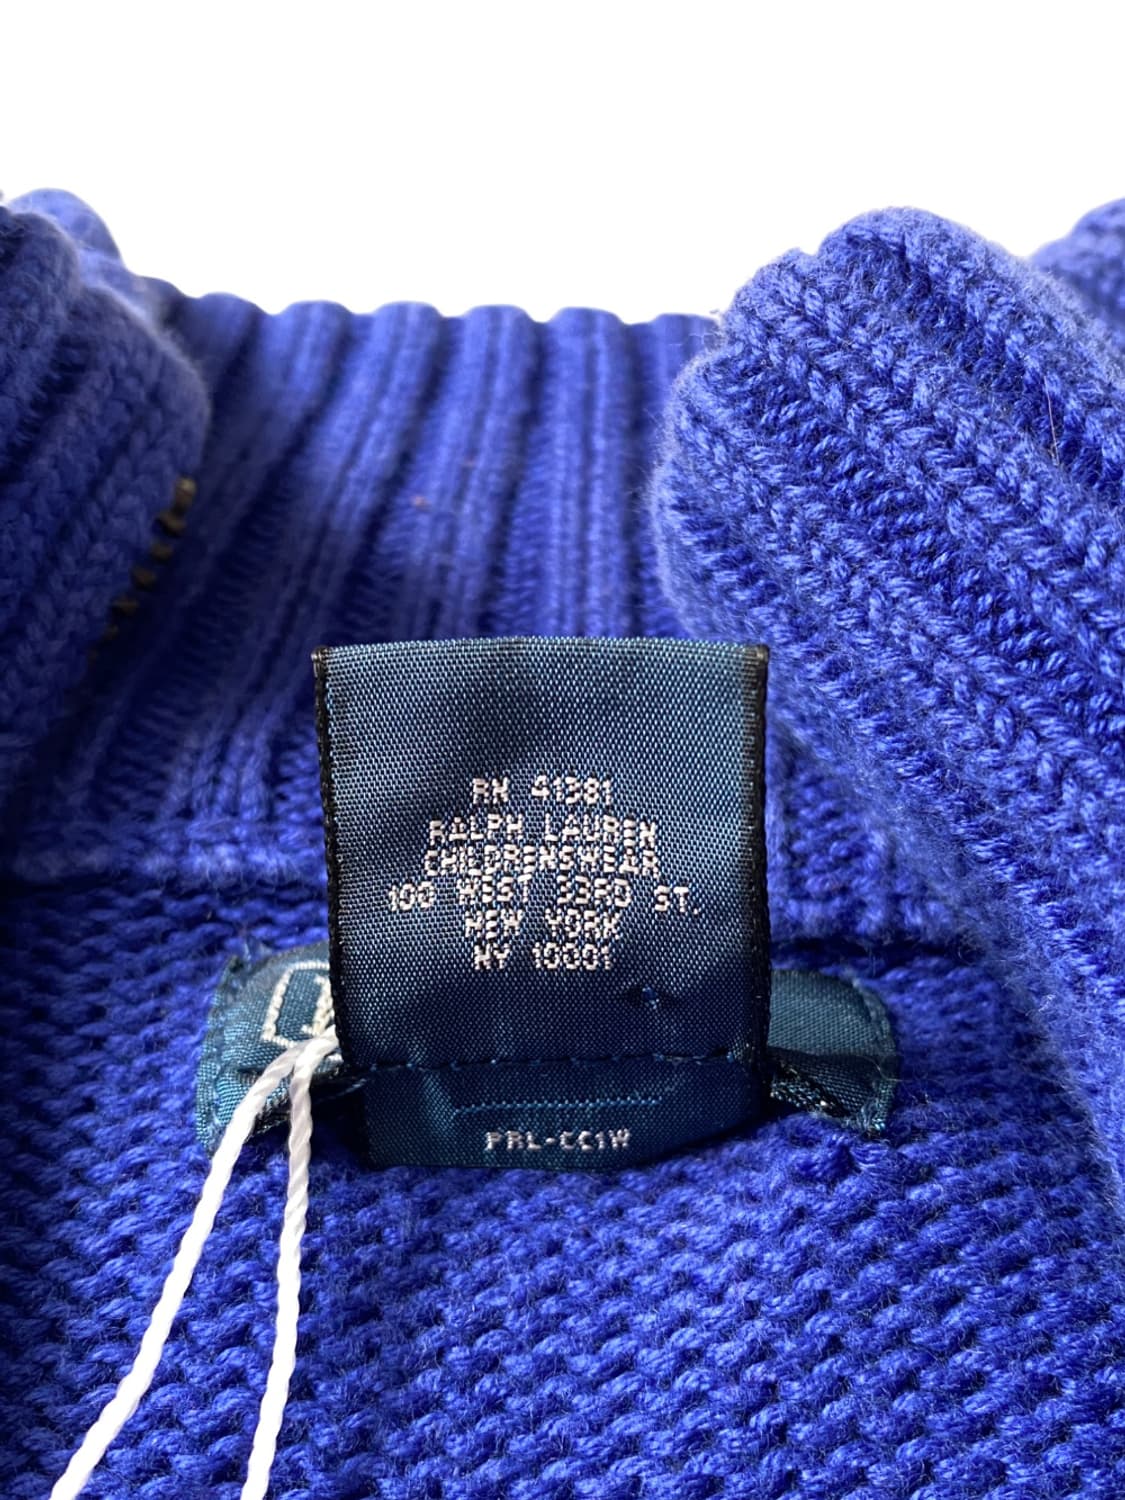 RN 41381
RALPH LAUREN
CHILDRENSWEAR
100 WEST 33RD ST.
NEW YORK
NY 10001
PRL-CC1W